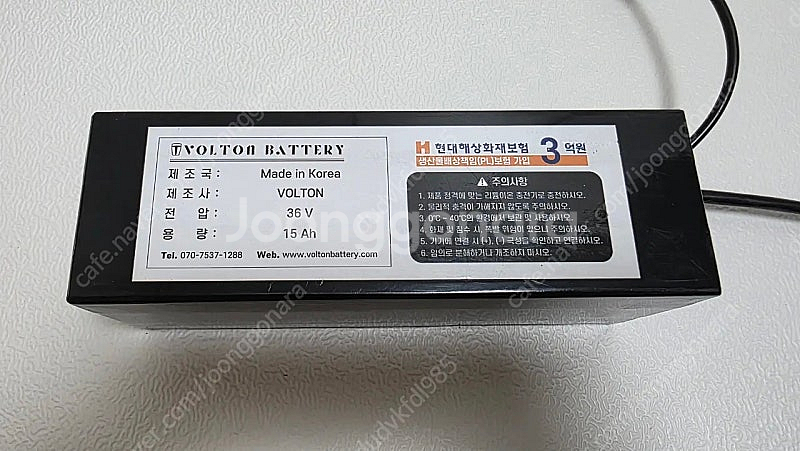 VOLTON BATTERY
제 조 국 : Made in Korea
제 조 사 : VOLTON
전 압 : 36 V
용 량 : 15 Ah
Tel. 070-7537-1288 Web. www.voltonbattery.com
H 현대해상화재보험 3 억원
생산물배상책임(PL)보험 가입
⚠ 주의사항
1. 제품 정격에 맞는 리튬이온 충전기로 충전하시오.
2. 물리적 충격이 가해지지 않도록 주의하시오.
3. 0℃ ~ 40℃의 환경에서 보관 및 사용하시오.
4. 화재 및 침수 시, 폭발 위험이 있으니 주의하시오.
5. 기기에 연결 시 (+), (-) 극성을 확인하고 연결하시오.
6. 임의로 분해하거나 개조하지 마시오.
Joonggonara